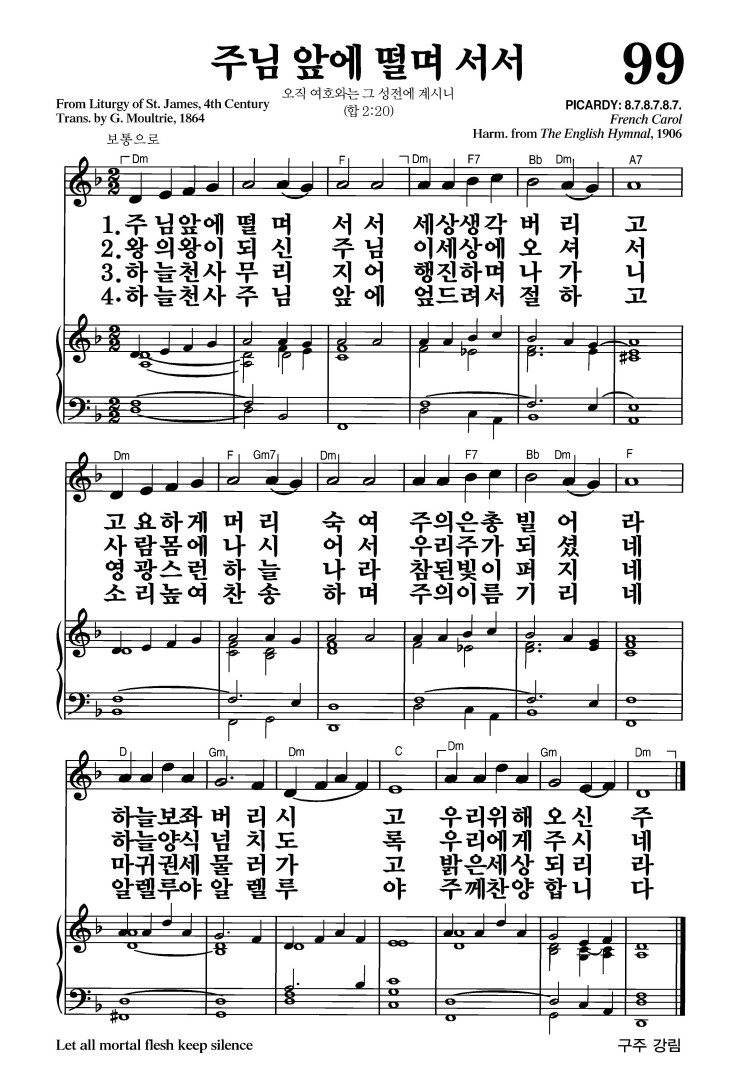 주님 앞에 떨며 서서
99
오직 여호와는 그 성전에 계시니
(합 2:20)
From Liturgy of St. James, 4th Century
Trans. by G. Moultrie, 1864
PICARDY: 8.7.8.7.8.7.
French Carol
Harm. from The English Hymnal, 1906
보통으로
Dm F Dm F7 Bb Dm A7
1.주 님앞에 떨 며 서 서 세상생각 버 리 고
2.왕 의왕이 되 신 주 님 이세상에 오 셔 서
3.하 늘천사 무 리 지 어 행진하며 나 가 니
4.하 늘천사 주 님 앞 에 엎드려서 절 하 고
Dm F Gm7 Dm F7 Bb Dm F
고 요하게 머 리 숙 여 주의은총 빌 어 라
사 람몸에 나 시 어 서 우리주가 되 셨 네
영 광스런 하 늘 나 라 참된빛이 퍼 지 네
소 리높여 찬 송 하 며 주의이름 기 리 네
D Gm Dm C Dm Gm Dm
하늘보좌 버 리 시 고 우리위해 오 신 주
하늘양식 넘 치 도 록 우리에게 주 시 네
마귀권세 물 러 가 고 밝은세상 되 리 라
알렐루야 알 렐 루 야 주께찬양 합 니 다
Let all mortal flesh keep silence
구주 강림